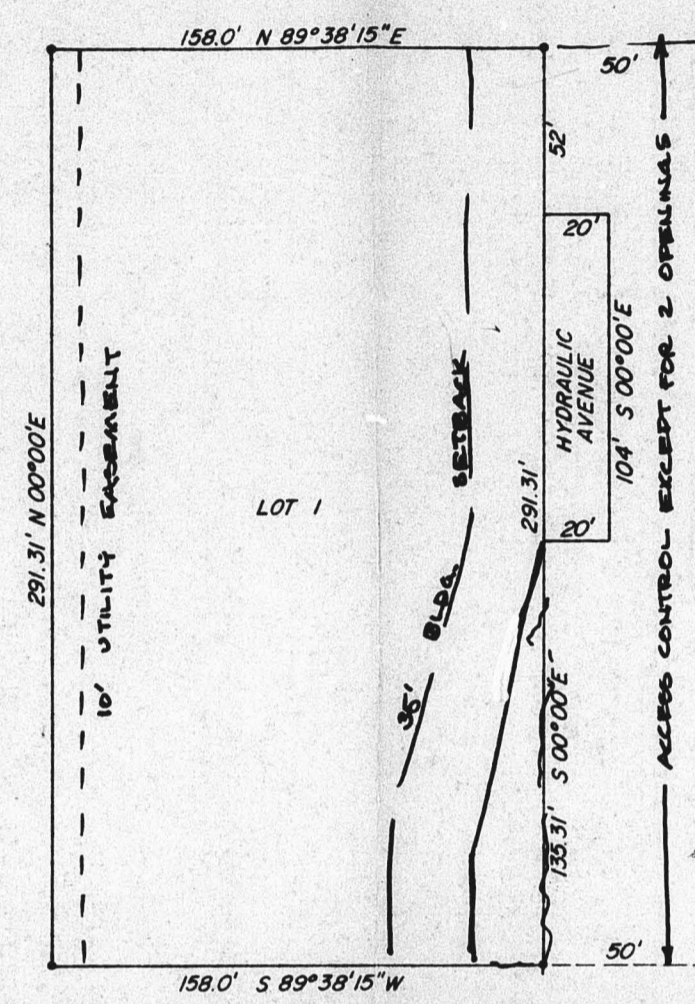 158.0' N 89°38'15"E
50'
52'
20'
HYDRAULIC
AVENUE
104' S 00°00'E
ACCESS CONTROL EXCEPT FOR 2 OPENINGS
291.31' N 00°00'E
10' UTILITY EASEMENT
LOT 1
35' BLDG. SETBACK
291.31'
20'
135.31' S 00°00'E
50'
158.0' S 89°38'15"W